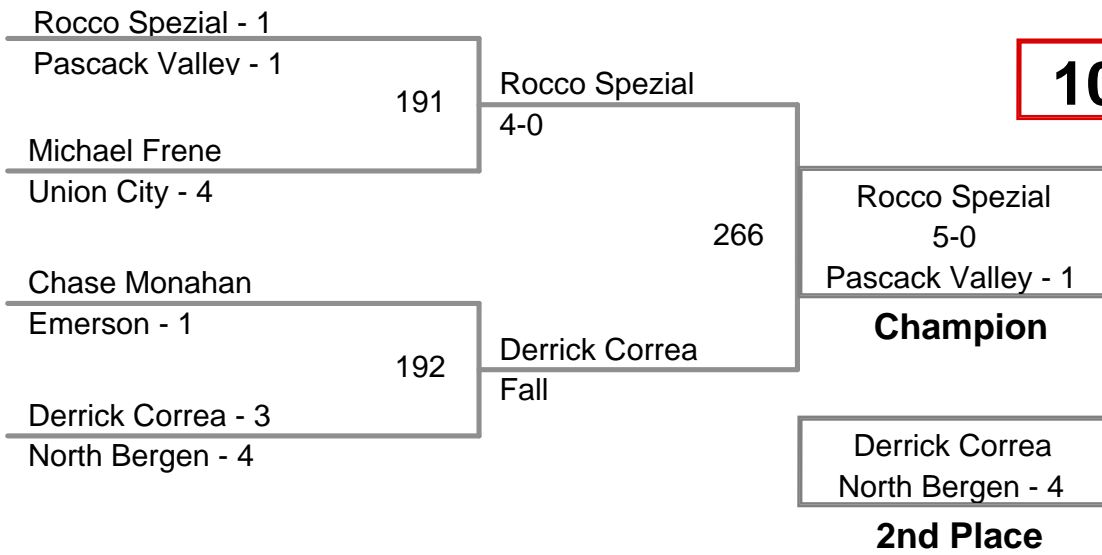 Rocco Spezial - 1
Pascack Valley - 1
191
Michael Frene
Union City - 4
Rocco Spezial
4-0
Chase Monahan
Emerson - 1
192
Derrick Correa - 3
North Bergen - 4
Derrick Correa
Fall
266
10
Rocco Spezial
5-0
Pascack Valley - 1
Champion
Derrick Correa
North Bergen - 4
2nd Place